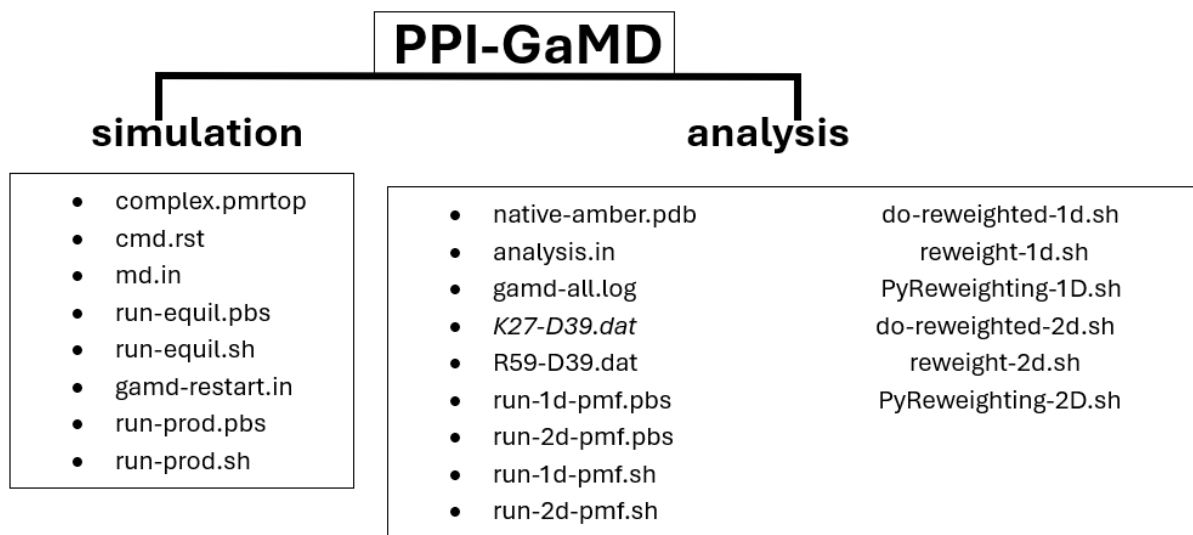 PPI-GaMD
simulation
• complex.pmrtop
• cmd.rst
• md.in
• run-equil.pbs
• run-equil.sh
• gamd-restart.in
• run-prod.pbs
• run-prod.sh
analysis
• native-amber.pdb
• analysis.in
• gamd-all.log
• K27-D39.dat
• R59-D39.dat
• run-1d-pmf.pbs
• run-2d-pmf.pbs
• run-1d-pmf.sh
• run-2d-pmf.sh
do-reweighted-1d.sh
reweight-1d.sh
PyReweighting-1D.sh
do-reweighted-2d.sh
reweight-2d.sh
PyReweighting-2D.sh